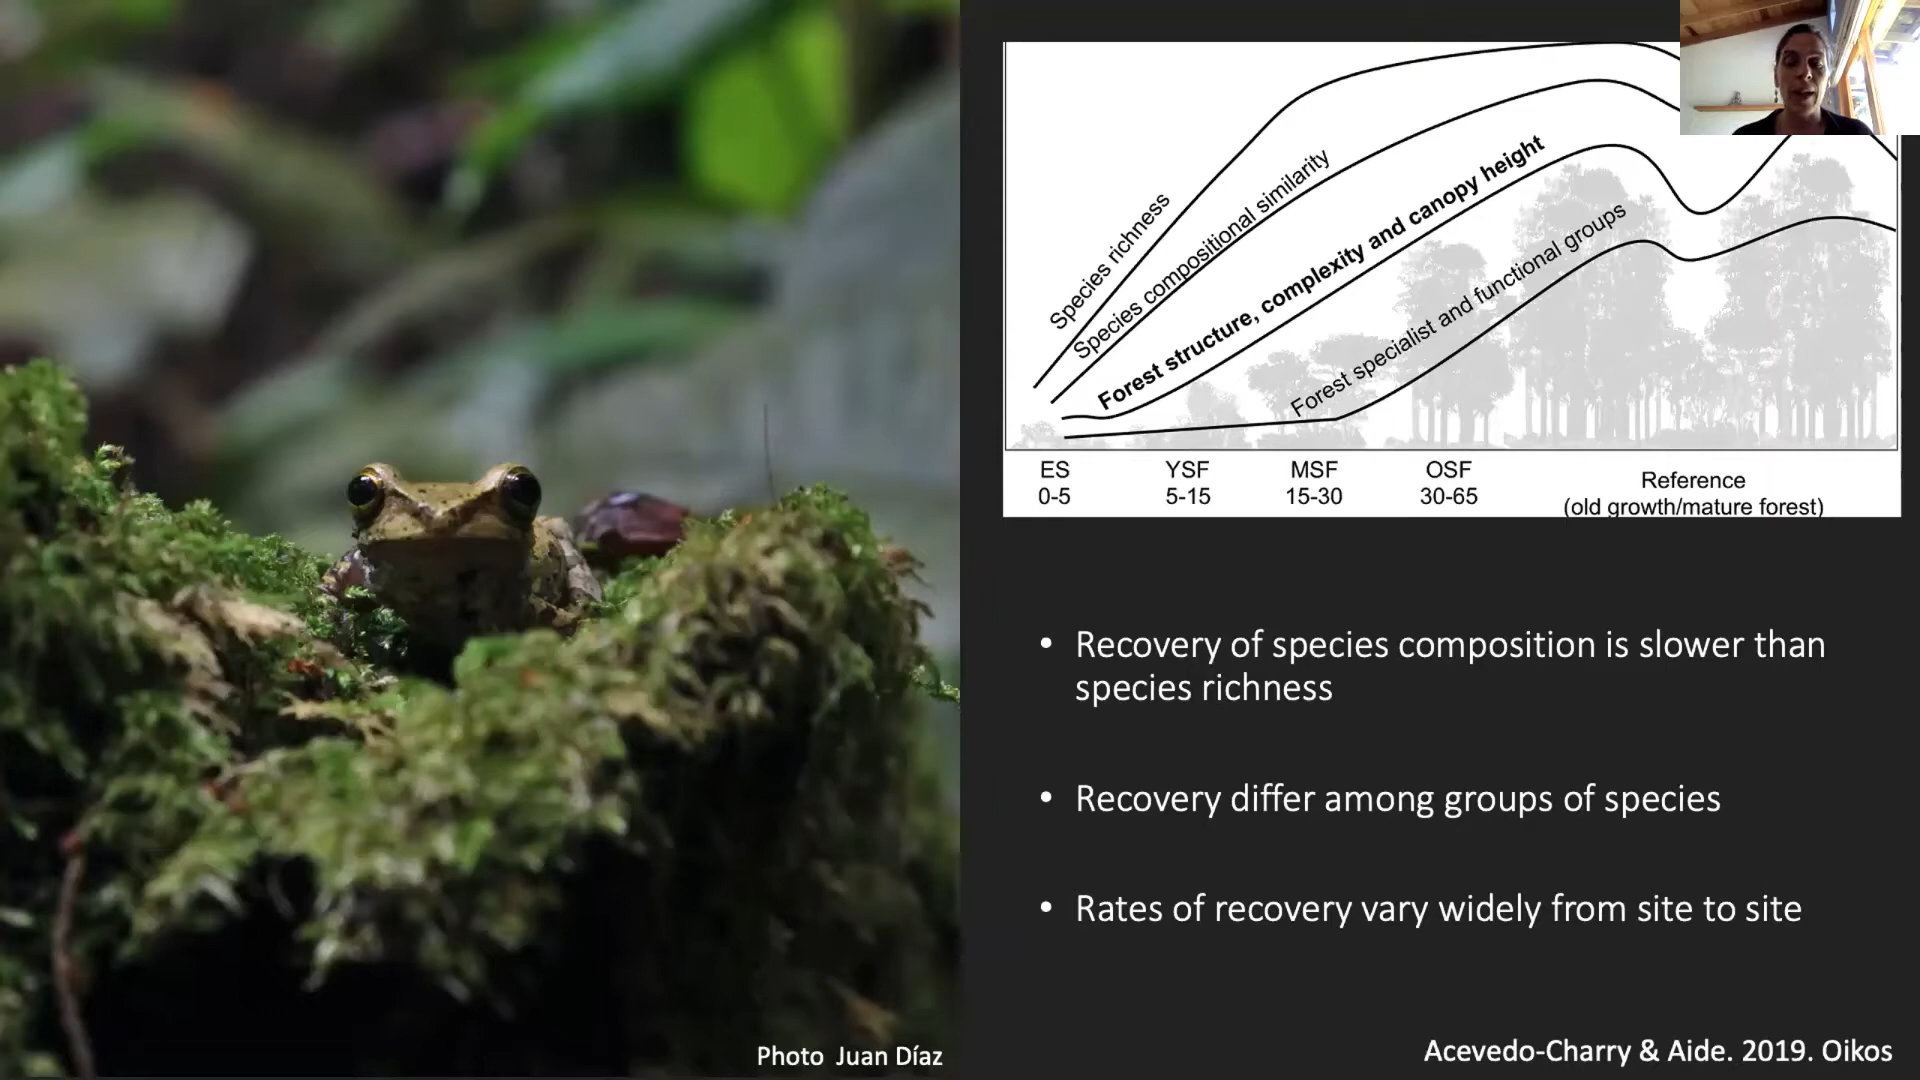 Species richness
Species compositional similarity
Forest structure, complexity and canopy height
Forest specialist and functional groups
ES
0-5
YSF
5-15
MSF
15-30
OSF
30-65
Reference
(old growth/mature forest)
• Recovery of species composition is slower than
species richness
• Recovery differ among groups of species
• Rates of recovery vary widely from site to site
Photo Juan Díaz
Acevedo-Charry & Aide. 2019. Oikos